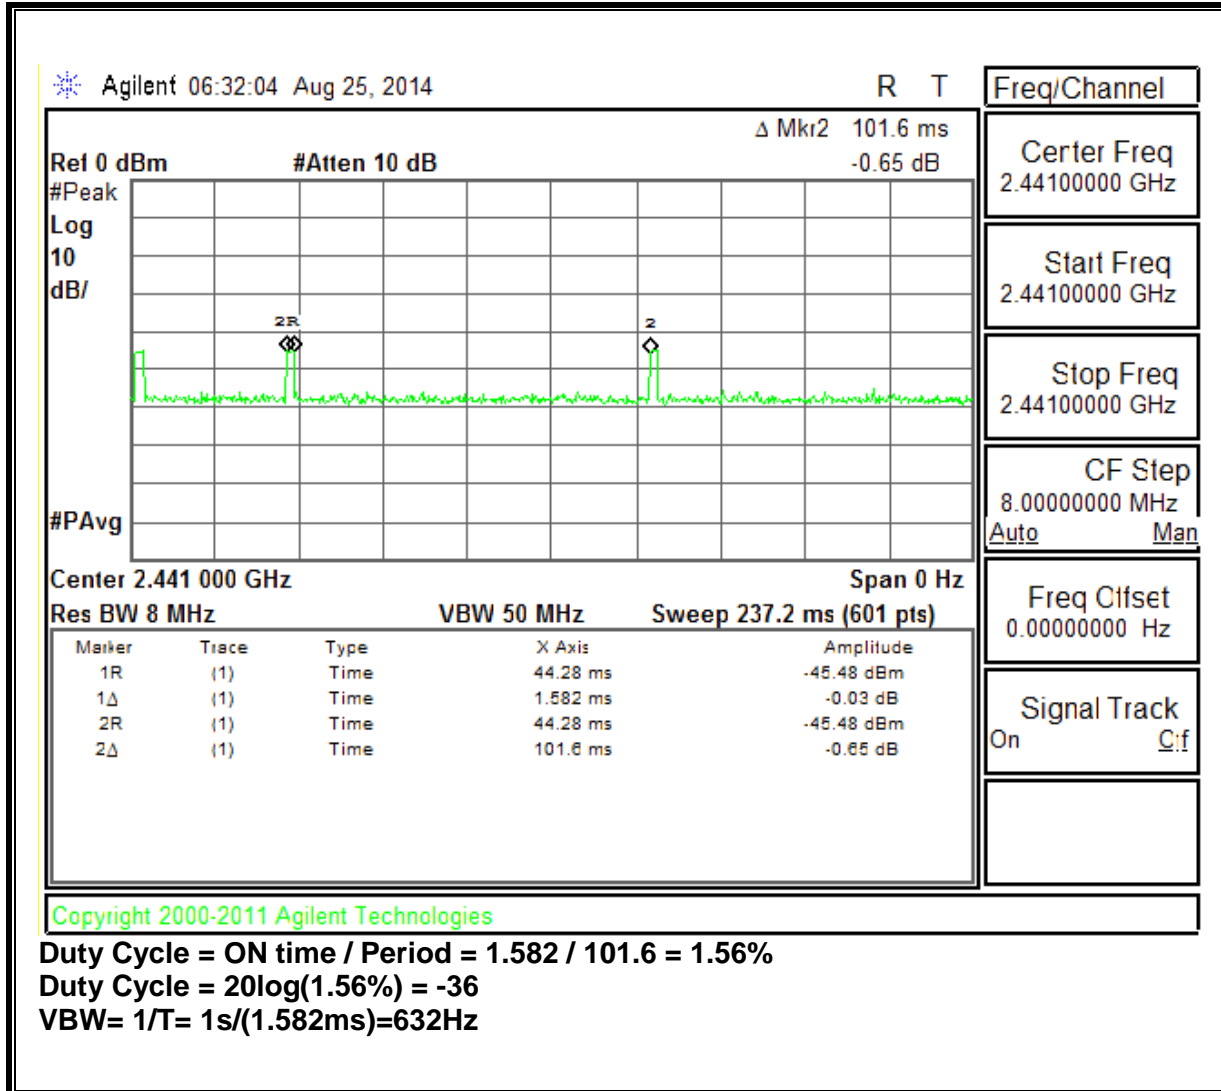 Agilent 06:32:04 Aug 25, 2014 R T
Freq/Channel
Δ Mkr2 101.6 ms
Ref 0 dBm #Atten 10 dB -0.65 dB
#Peak
Log
10
dB/
2R
2
#PAvg
Center 2.441 000 GHz Span 0 Hz
Res BW 8 MHz VBW 50 MHz Sweep 237.2 ms (601 pts)
Marker Trace Type X Axis Amplitude
1R (1) Time 44.28 ms -45.48 dBm
1Δ (1) Time 1.582 ms -0.03 dB
2R (1) Time 44.28 ms -45.48 dBm
2Δ (1) Time 101.6 ms -0.65 dB
Center Freq
2.44100000 GHz
Start Freq
2.44100000 GHz
Stop Freq
2.44100000 GHz
CF Step
8.00000000 MHz
Auto Man
Freq Offset
0.00000000 Hz
Signal Track
On Off
Copyright 2000-2011 Agilent Technologies
Duty Cycle = ON time / Period = 1.582 / 101.6 = 1.56%
Duty Cycle = 20log(1.56%) = -36
VBW= 1/T= 1s/(1.582ms)=632Hz